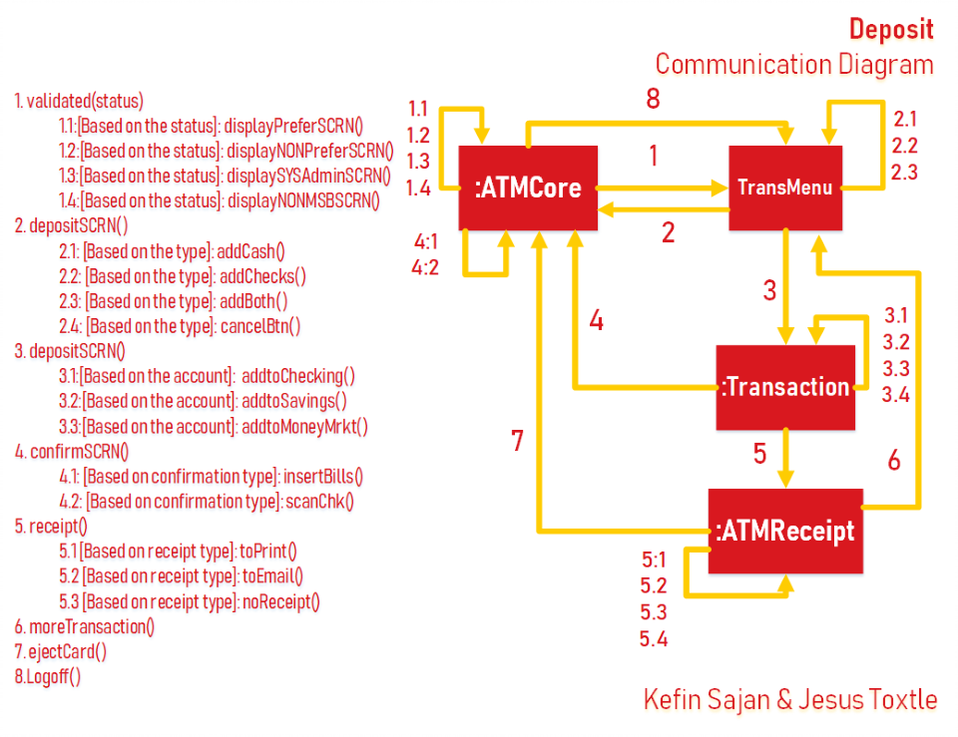 Deposit
Communication Diagram
1. validated(status)
1.1:[Based on the status]: displayPreferSCRN()
1.2:[Based on the status]: displayNONPreferSCRN()
1.3:[Based on the status]: displaySYSAdminSCRN()
1.4:[Based on the status]: displayNONMSBSCRN()
2. depositSCRN()
2.1: [Based on the type]: addCash()
2.2: [Based on the type]: addChecks()
2.3: [Based on the type]: addBoth()
2.4: [Based on the type]: cancelBtn()
3. depositSCRN()
3.1:[Based on the account]: addtoChecking()
3.2:[Based on the account]: addtoSavings()
3.3:[Based on the account]: addtoMoneyMrkt()
4. confirmSCRN()
4.1: [Based on confirmation type]: insertBills()
4.2: [Based on confirmation type]: scanChk()
5. receipt()
5.1 [Based on receipt type]: toPrint()
5.2 [Based on receipt type]: toEmail()
5.3 [Based on receipt type]: noReceipt()
6. moreTransaction()
7. ejectCard()
8.Logoff()
1.1
1.2
1.3
1.4
8
:ATMCore
1
2
TransMenu
2.1
2.2
2.3
4:1
4:2
4
3
3.1
3.2
3.3
3.4
:Transaction
7
5
6
:ATMReceipt
5:1
5.2
5.3
5.4
Kefin Sajan & Jesus Toxtle